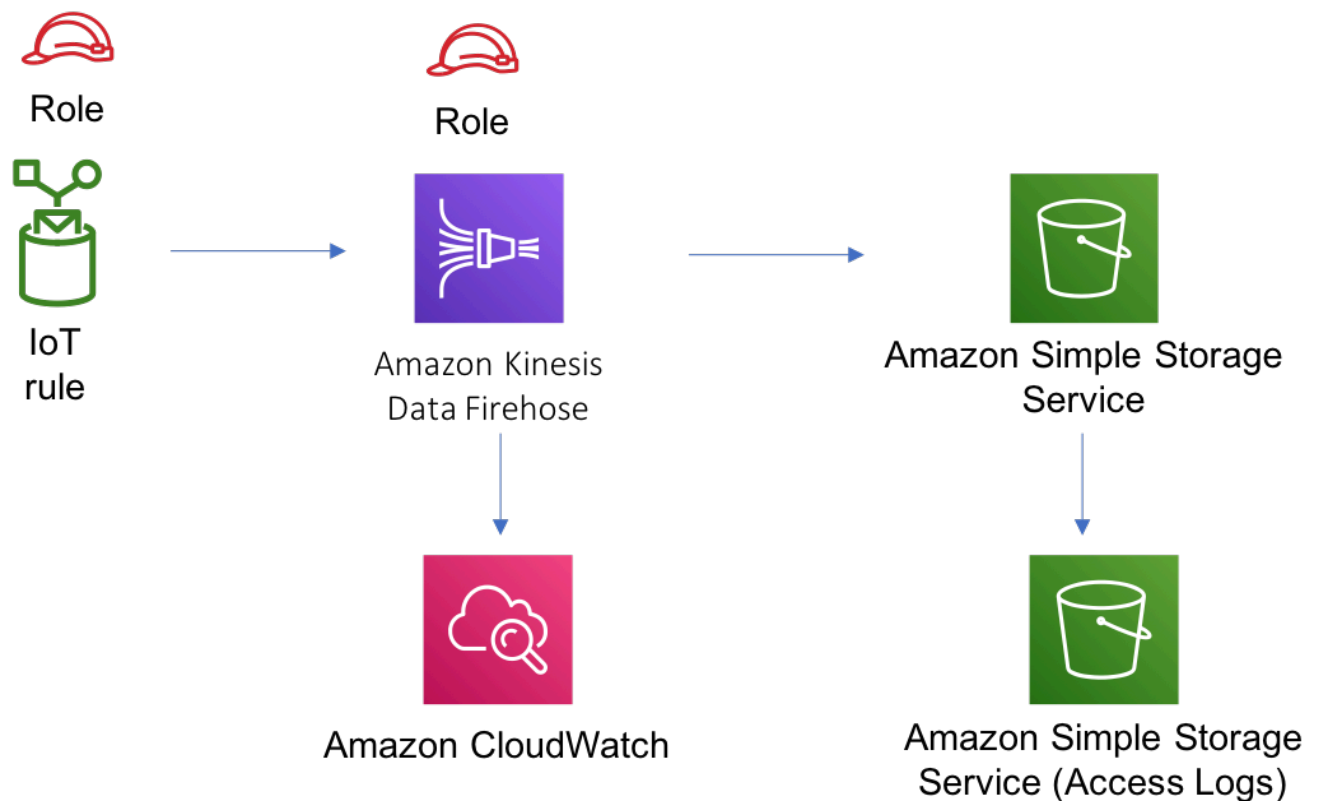 Role
Role
IoT
rule
Amazon Kinesis
Data Firehose
Amazon Simple Storage
Service
Amazon CloudWatch
Amazon Simple Storage
Service (Access Logs)